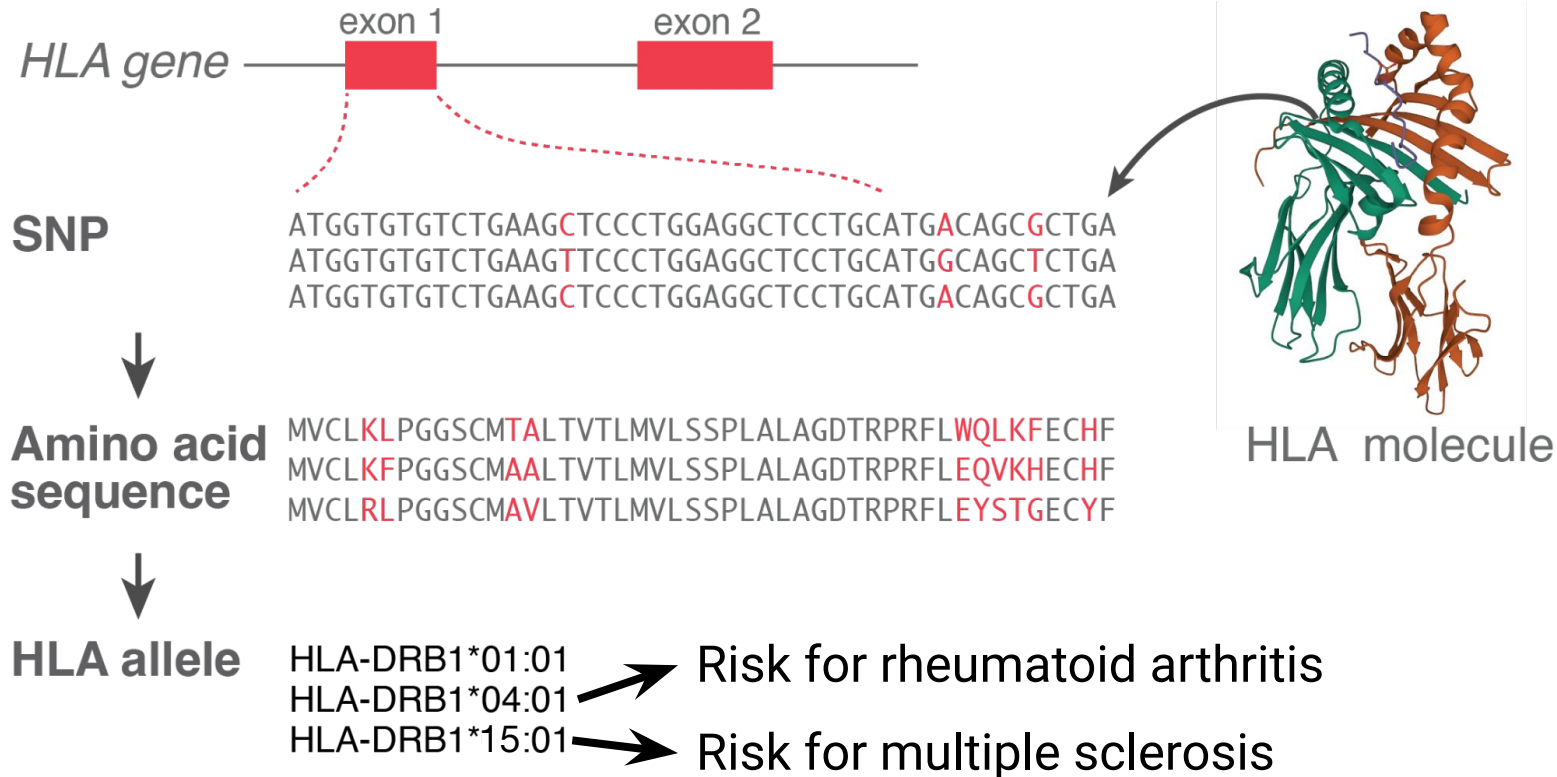 exon 1
exon 2
HLA gene
SNP
ATGGTGTGTCTGAAGCTCCCTGGAGGCTCCTGCATGACAGCGCTGA
ATGGTGTGTCTGAAGTTCCCTGGAGGCTCCTGCATGGCAGCTCTGA
ATGGTGTGTCTGAAGCTCCCTGGAGGCTCCTGCATGACAGCGCTGA
Amino acid
sequence
MVCLKLPGGSCMTALTVTLMVLSSPLALAGDTRPRFLWQLKFECHF
MVCLKFPGGSCMAALTVTLMVLSSPLALAGDTRPRFLEQVKHECHF
MVCLRLPGGSCMAVLTVTLMVLSSPLALAGDTRPRFLEYSTGECYF
HLA molecule
HLA allele
HLA-DRB1*01:01
HLA-DRB1*04:01
HLA-DRB1*15:01
Risk for rheumatoid arthritis
Risk for multiple sclerosis